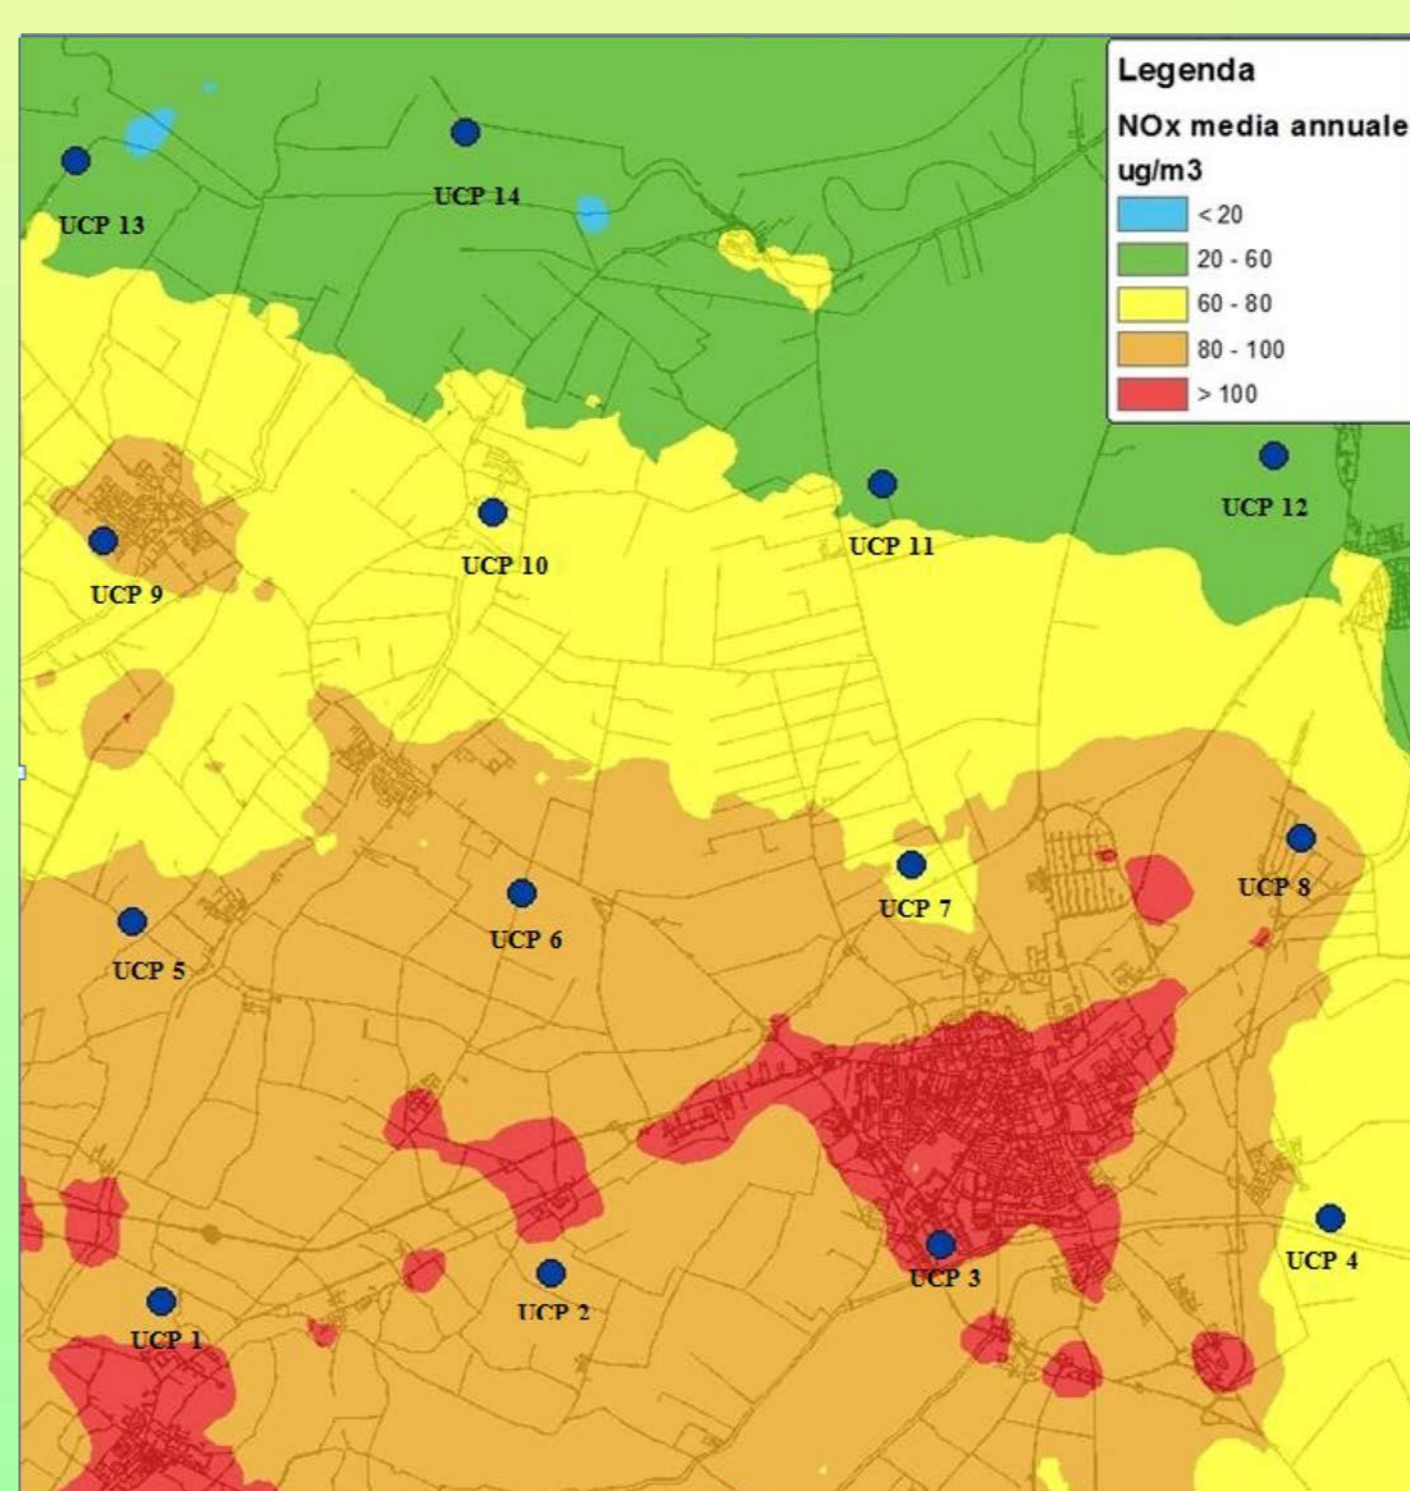 Legenda
NOx media annuale
ug/m3
< 20
20 - 60
60 - 80
80 - 100
> 100
UCP 14
UCP 13
UCP 12
UCP 11
UCP 10
UCP 9
UCP 8
UCP 7
UCP 6
UCP 5
UCP 4
UCP 3
UCP 2
UCP 1